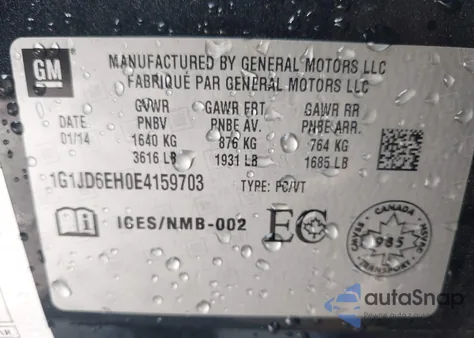 GM
MANUFACTURED BY GENERAL MOTORS LLC
FABRIQUÉ PAR GENERAL MOTORS LLC
DATE GVWR GAWR FRT GAWR RR
01/14 PNBV PNBE AV. PNBE ARR.
1640 KG 876 KG 764 KG
3616 LB 1931 LB 1685 LB
1G1JD6EH0E4159703 TYPE: PC/VT
ICES/NMB-002 EC
CANADA
985
TRANSPORT
autoSnap